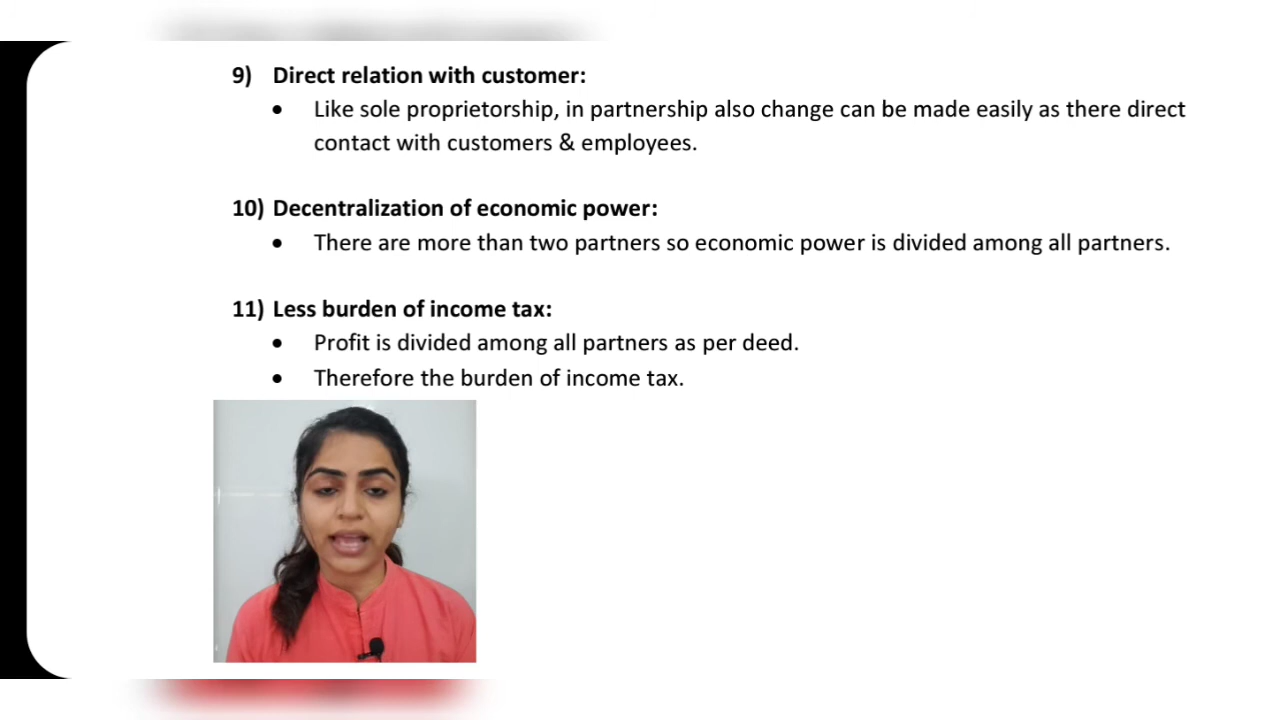 9) Direct relation with customer:
• Like sole proprietorship, in partnership also change can be made easily as there direct
contact with customers & employees.
10) Decentralization of economic power:
• There are more than two partners so economic power is divided among all partners.
11) Less burden of income tax:
• Profit is divided among all partners as per deed.
• Therefore the burden of income tax.